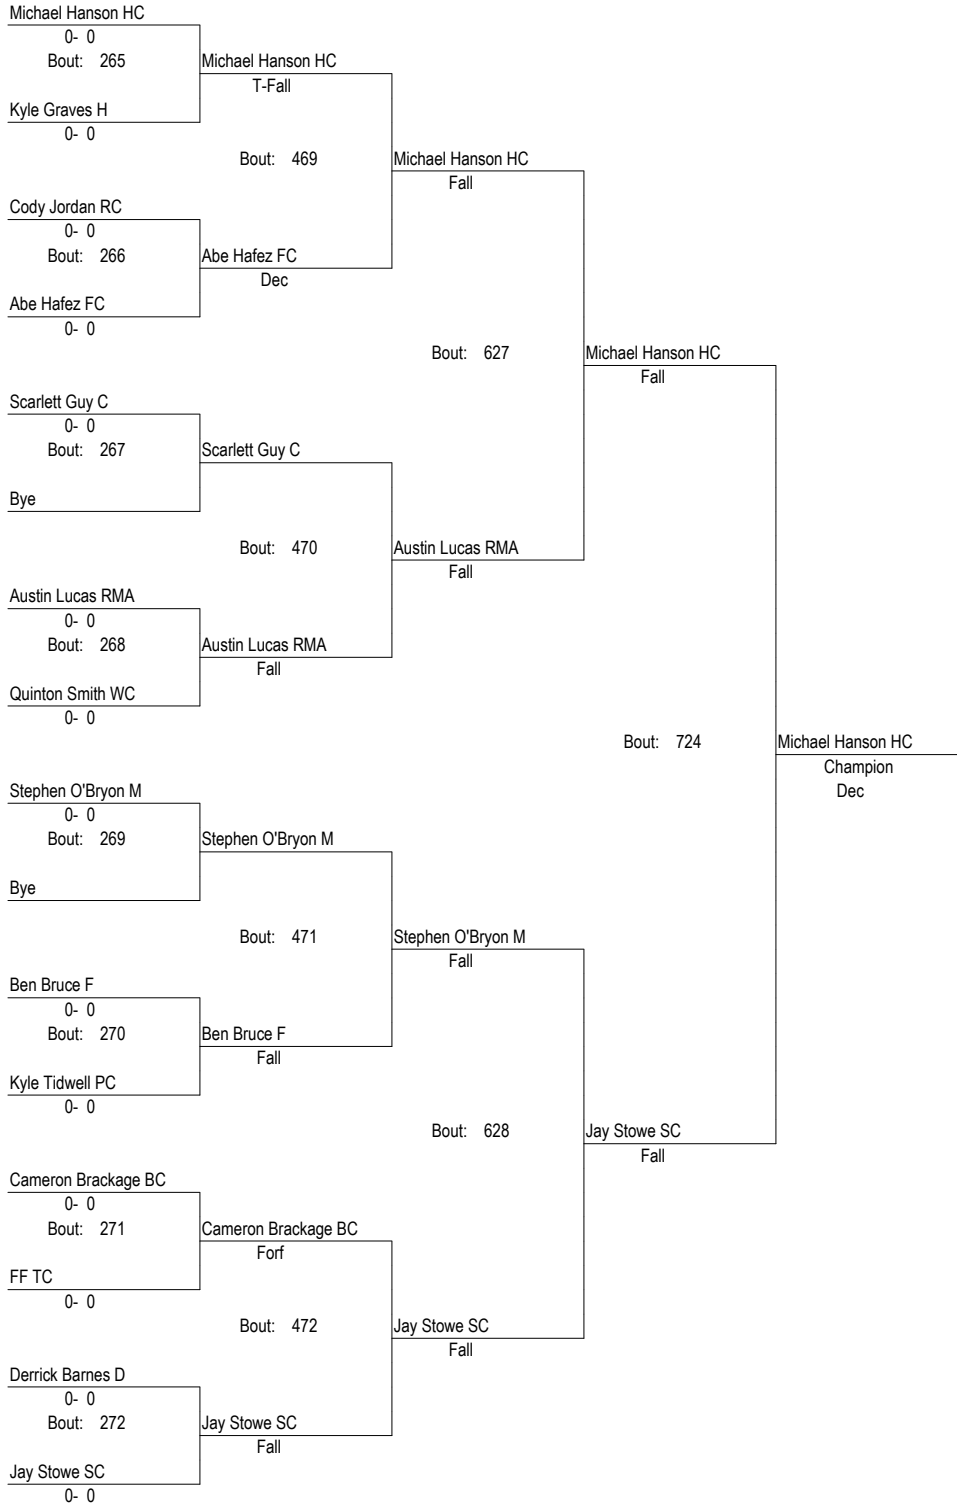 Michael Hanson HC
0- 0
Bout: 265
Michael Hanson HC
T-Fall
Kyle Graves H
0- 0
Bout: 469
Michael Hanson HC
Fall
Cody Jordan RC
0- 0
Bout: 266
Abe Hafez FC
Dec
Abe Hafez FC
0- 0
Bout: 627
Michael Hanson HC
Fall
Scarlett Guy C
0- 0
Bout: 267
Scarlett Guy C
Bye
Bout: 470
Austin Lucas RMA
Fall
Austin Lucas RMA
0- 0
Bout: 268
Austin Lucas RMA
Fall
Quinton Smith WC
0- 0
Bout: 724
Michael Hanson HC
Champion
Dec
Stephen O'Bryon M
0- 0
Bout: 269
Stephen O'Bryon M
Bye
Bout: 471
Stephen O'Bryon M
Fall
Ben Bruce F
0- 0
Bout: 270
Ben Bruce F
Fall
Kyle Tidwell PC
0- 0
Bout: 628
Jay Stowe SC
Fall
Cameron Brackage BC
0- 0
Bout: 271
Cameron Brackage BC
Forf
FF TC
0- 0
Bout: 472
Jay Stowe SC
Fall
Derrick Barnes D
0- 0
Bout: 272
Jay Stowe SC
Fall
Jay Stowe SC
0- 0